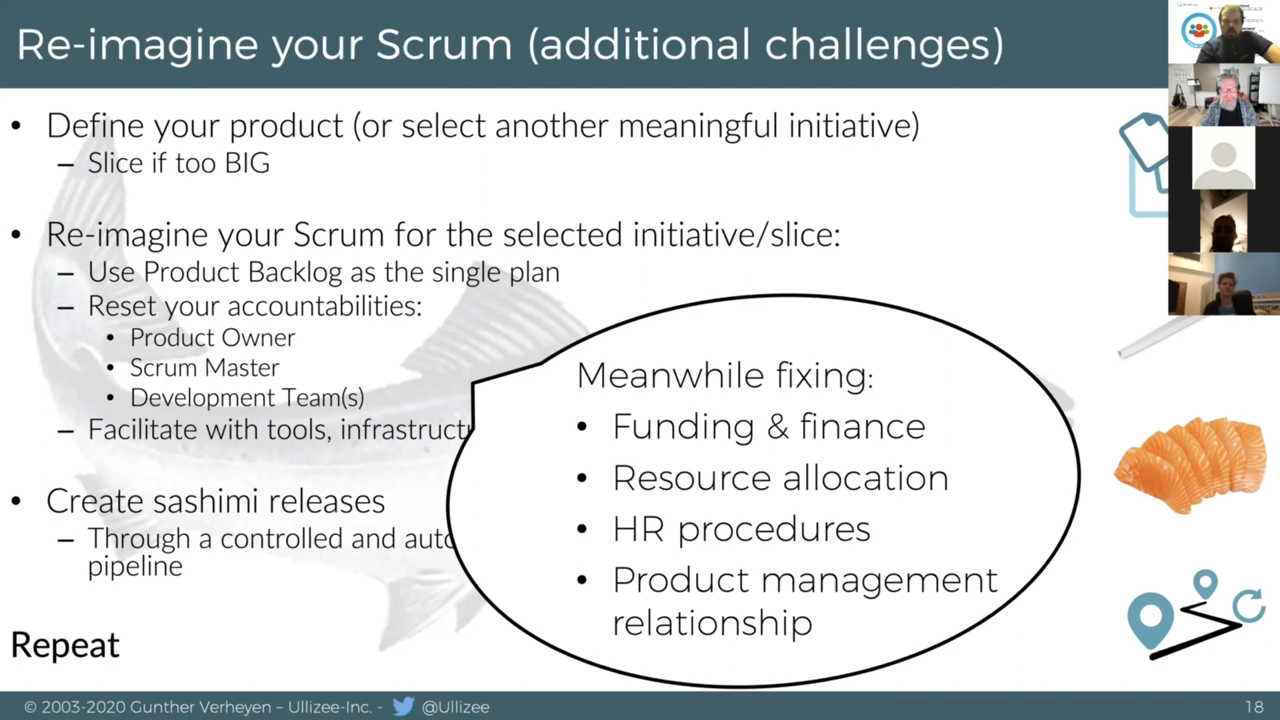 Re-imagine your Scrum (additional challenges)
• Define your product (or select another meaningful initiative)
– Slice if too BIG
• Re-imagine your Scrum for the selected initiative/slice:
– Use Product Backlog as the single plan
– Reset your accountabilities:
• Product Owner
• Scrum Master
• Development Team(s)
– Facilitate with tools,
• Create sashimi releases
– Through a controlled and
pipeline
Repeat
Meanwhile fixing:
• Funding & finance
• Resource allocation
• HR procedures
• Product management
relationship
© 2003-2020 Gunther Verheyen – Ullizee-Inc. - @Ullizee
18